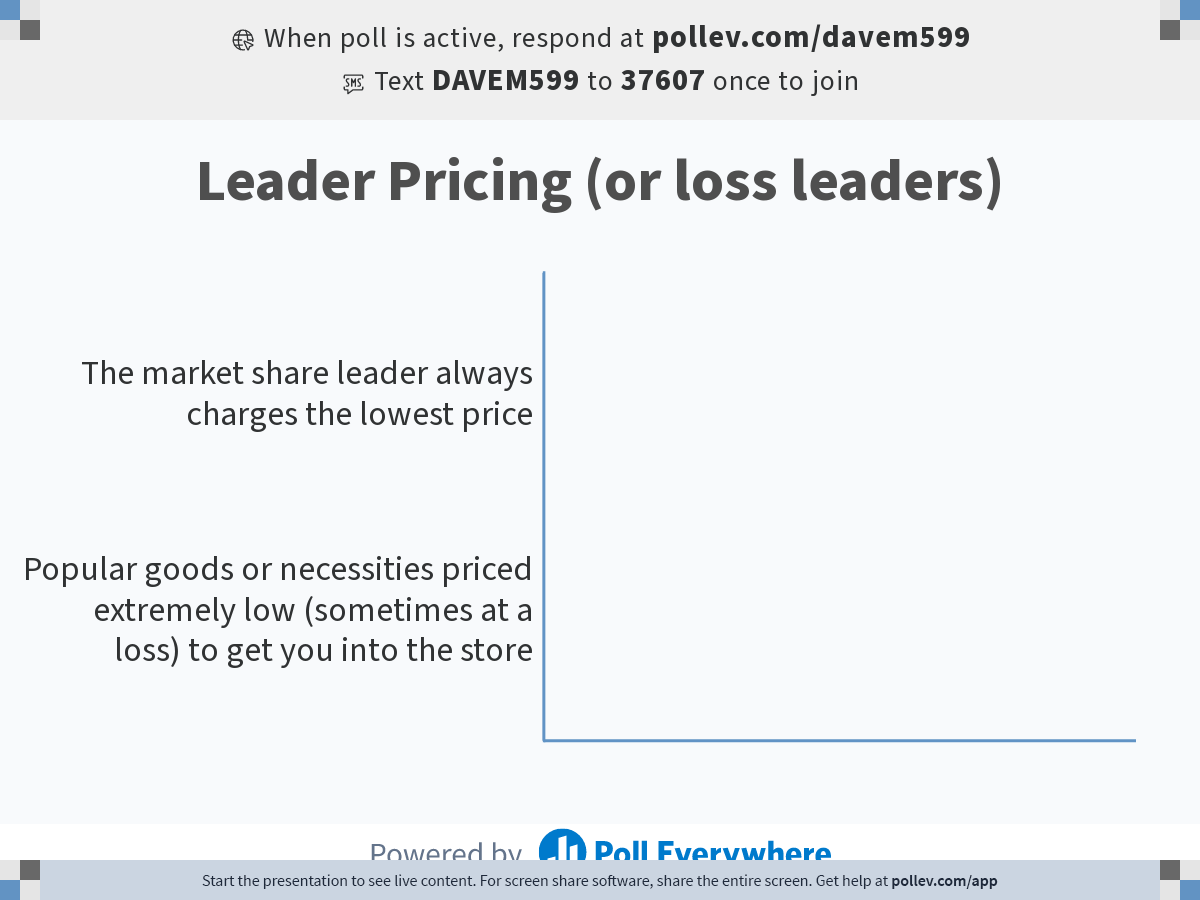 When poll is active, respond at pollev.com/davem599
SMS Text DAVEM599 to 37607 once to join
Leader Pricing (or loss leaders)
The market share leader always
charges the lowest price
Popular goods or necessities priced
extremely low (sometimes at a
loss) to get you into the store
Powered by Poll Everywhere
Start the presentation to see live content. For screen share software, share the entire screen. Get help at pollev.com/app